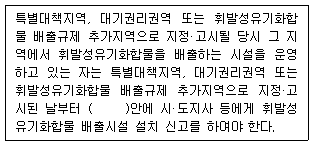 특별대책지역, 대기권리권역 또는 휘발성유기화합
물 배출규제 추가지역으로 지정·고시될 당시 그 지
역에서 휘발성유기화합물을 배출하는 시설을 운영
하고 있는 자는 특별대책지역, 대기권리권역 또는
휘발성유기화합물 배출규제 추가지역으로 지정·고
시된 날부터 (     )안에 시·도지사 등에게 휘발성
유기화합물 배출시설 설치 신고를 하여야 한다.